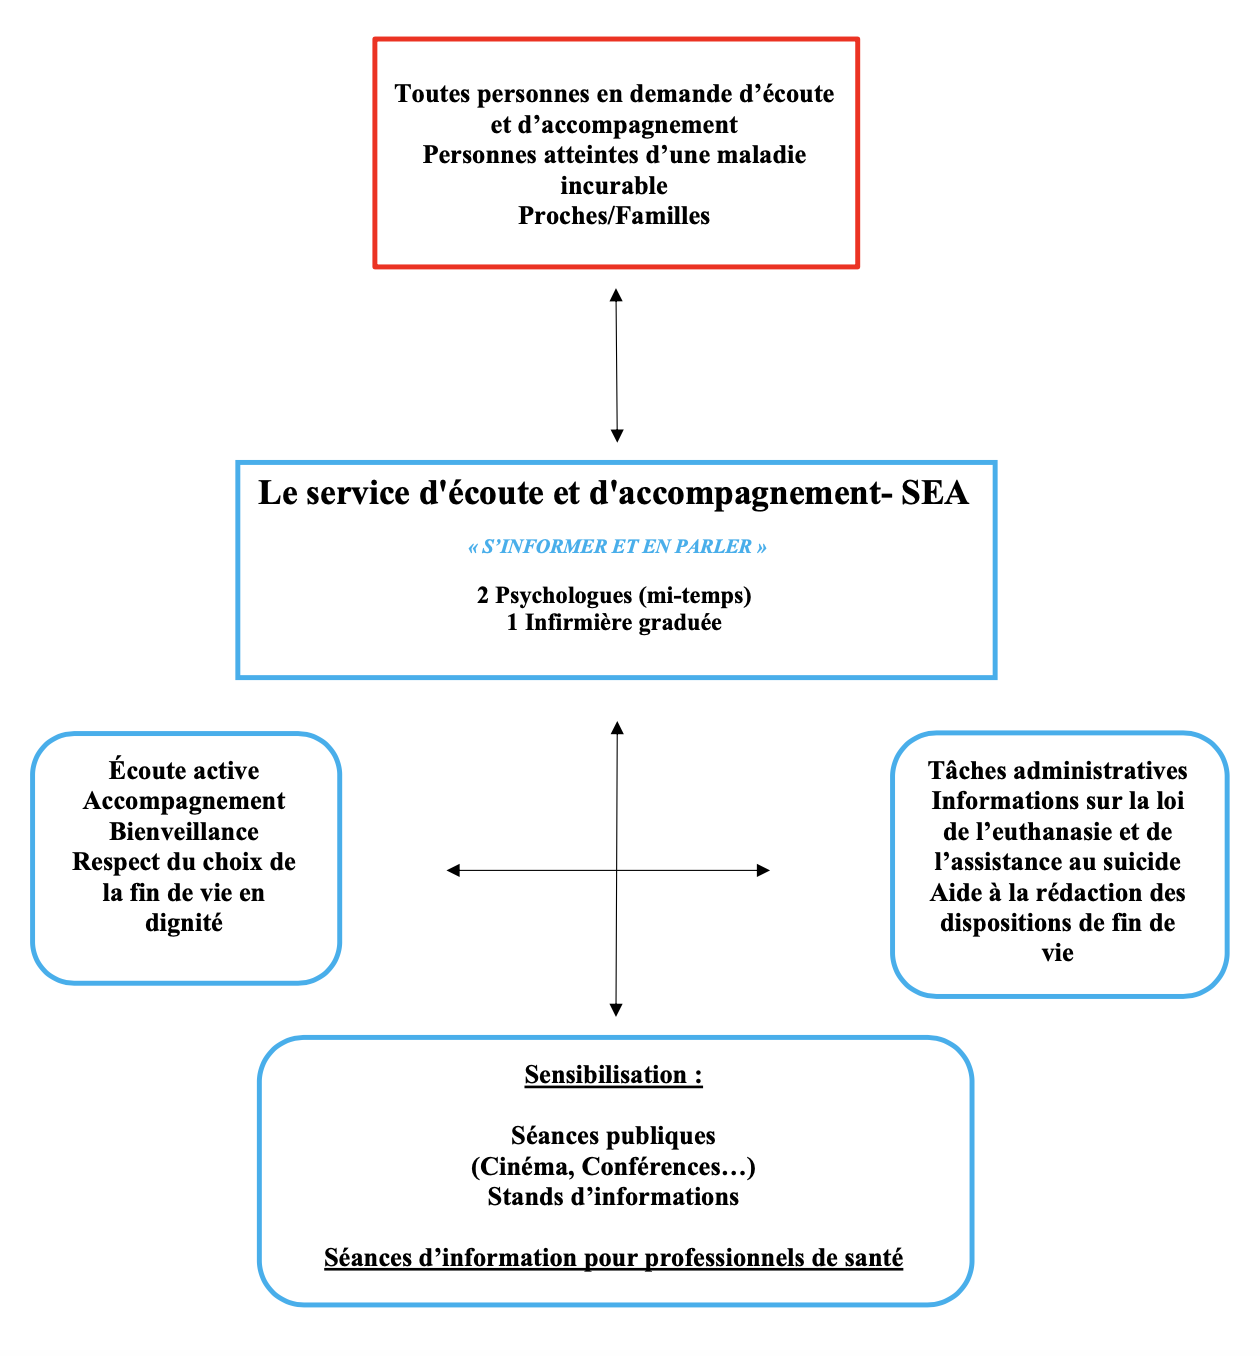 Toutes personnes en demande d’écoute
et d’accompagnement
Personnes atteintes d’une maladie
incurable
Proches/Familles
Le service d'écoute et d'accompagnement- SEA
« S’INFORMER ET EN PARLER »
2 Psychologues (mi-temps)
1 Infirmière graduée
Écoute active
Accompagnement
Bienveillance
Respect du choix de
la fin de vie en
dignité
Tâches administratives
Informations sur la loi
de l’euthanasie et de
l’assistance au suicide
Aide à la rédaction des
dispositions de fin de
vie
Sensibilisation :
Séances publiques
(Cinéma, Conférences…)
Stands d’informations
Séances d’information pour professionnels de santé